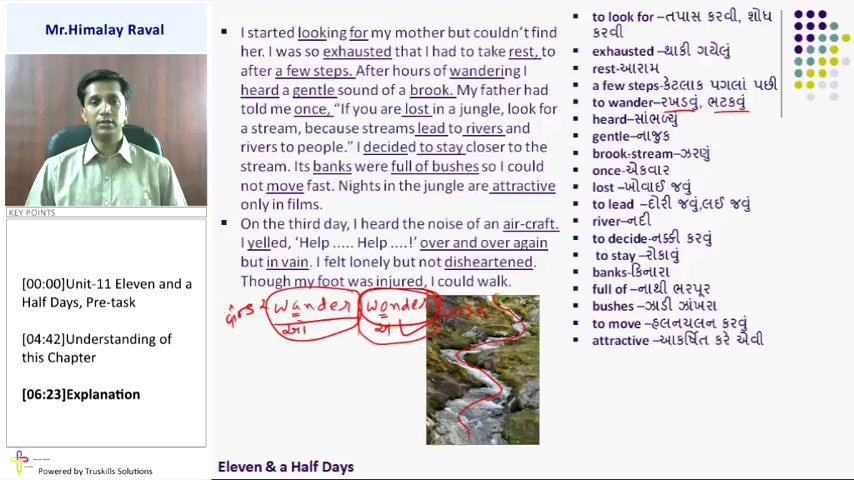 Mr.Himalay Raval
KEY POINTS
[00:00]Unit-11 Eleven and a
Half Days, Pre-task
[04:42]Understanding of
this Chapter
[06:23]Explanation
Powered by Truskills Solutions
I started looking for my mother but couldn't find
her. I was so exhausted that I had to take rest, to
after a few steps. After hours of wandering I
heard a gentle sound of a brook. My father had
told me once, "If you are lost in a jungle, look for
a stream, because streams lead to rivers and
rivers to people." I decided to stay closer to the
stream. Its banks were full of bushes so I could
not move fast. Nights in the jungle are attractive
only in films.
On the third day, I heard the noise of an air-craft.
I yelled, 'Help ..... Help ....!' over and over again
but in vain. I felt lonely but not disheartened.
Though my foot was injured, I could walk.
wander wonder
Eleven & a Half Days
to look for -તપાસ કરવી, શોધ
કરવી
exhausted -થાકી ગયેલું
rest-આરામ
a few steps-કેટલાક પગલાં પછી
to wander-રખડવું, ભટકવું
heard -સાંભળ્યું
gentle -નાજુક
brook-stream-ઝરણું
once-એકવાર
lost -ખોવાઈ જવું
to lead -દોરી જવું,લઈ જવું
river-નદી
to decide-નક્કી કરવું
to stay -રોકાવું
banks-કિનારા
full of -નાથી ભરપૂર
bushes -ઝાડી ઝાંખરા
to move -હલનચલન કરવું
attractive -આકર્ષિત કરે એવી